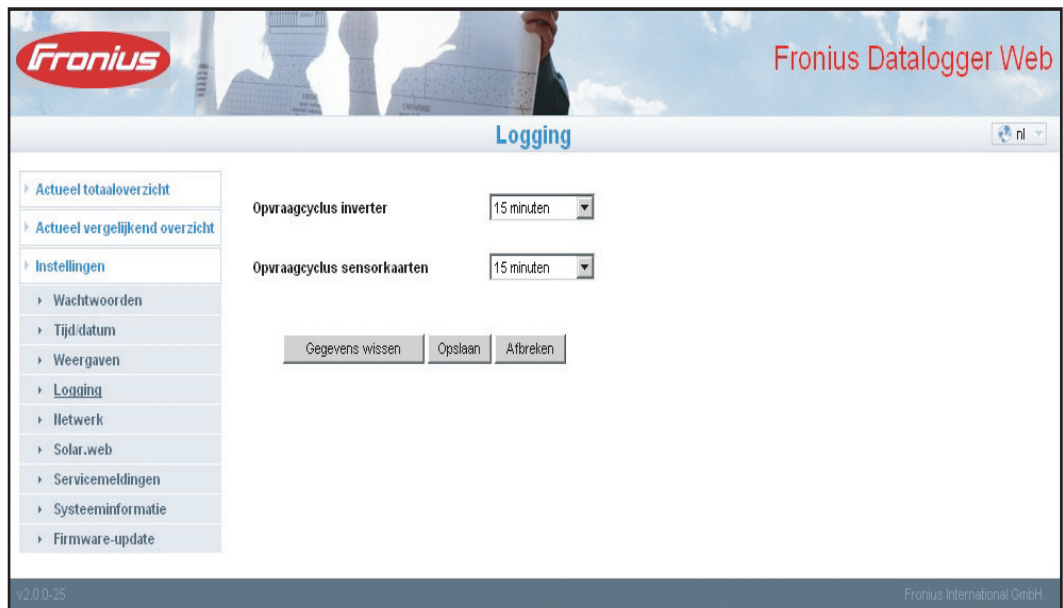 Fronius
Fronius Datalogger Web
Logging
nl
Actueel totaaloverzicht
Actueel vergelijkend overzicht
Instellingen
Wachtwoorden
Tijd/datum
Weergaven
Logging
Netwerk
Solar.web
Servicemeldingen
Systeeminformatie
Firmware-update
Opvraagcyclus inverter
15 minuten
Opvraagcyclus sensorkaarten
15 minuten
Gegevens wissen
Opslaan
Afbreken
v2.0.0-25
Fronius International GmbH